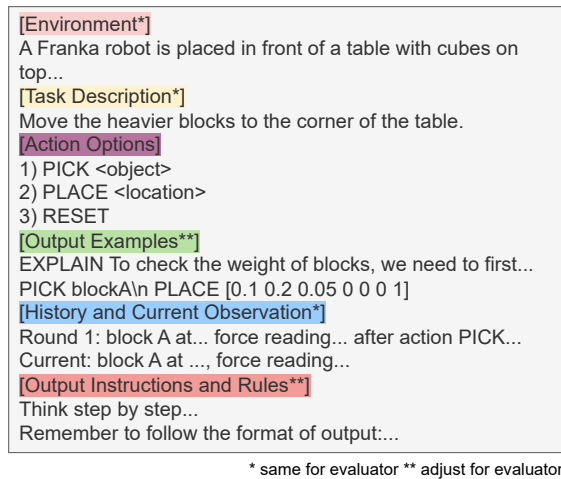 [Environment*]
A Franka robot is placed in front of a table with cubes on
top...
[Task Description*]
Move the heavier blocks to the corner of the table.
[Action Options]
1) PICK <object>
2) PLACE <location>
3) RESET
[Output Examples**]
EXPLAIN To check the weight of blocks, we need to first...
PICK blockA\n PLACE [0.1 0.2 0.05 0 0 0 1]
[History and Current Observation*]
Round 1: block A at... force reading... after action PICK...
Current: block A at ..., force reading...
[Output Instructions and Rules**]
Think step by step...
Remember to follow the format of output:...
* same for evaluator ** adjust for evaluator